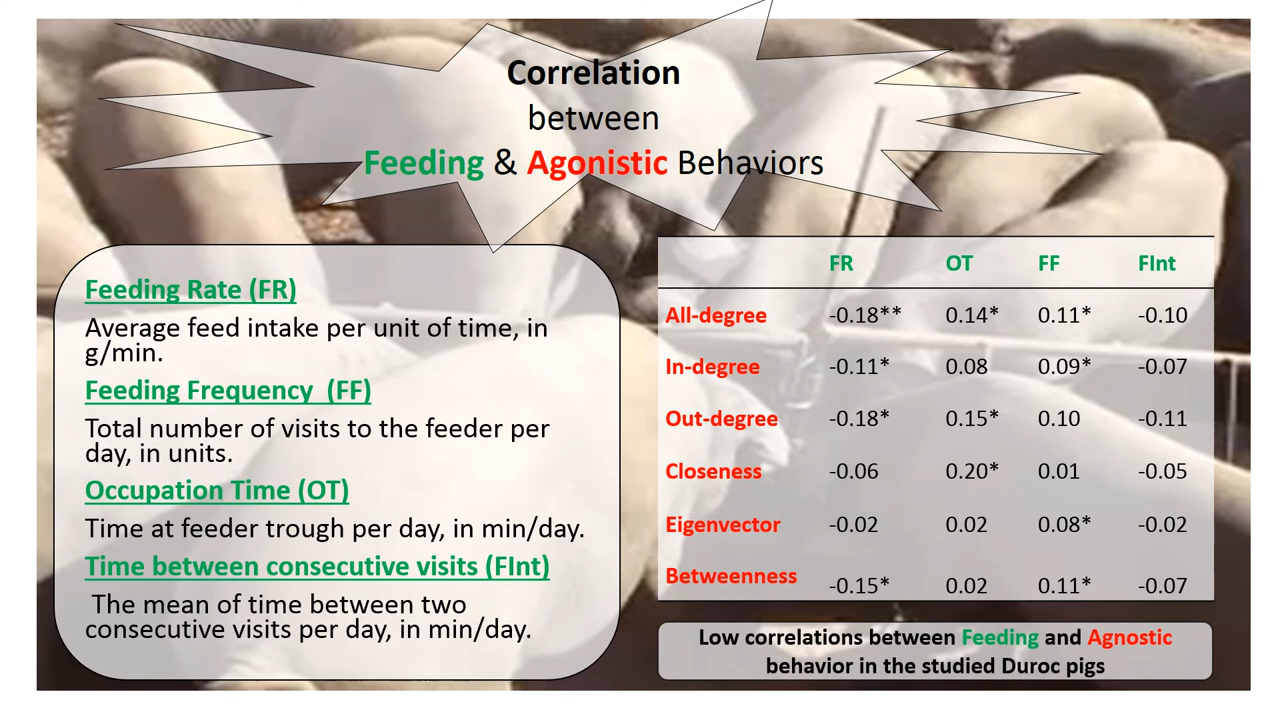 Correlation
between
Feeding & Agonistic Behaviors
Feeding Rate (FR)
Average feed intake per unit of time, in
g/min.
Feeding Frequency (FF)
Total number of visits to the feeder per
day, in units.
Occupation Time (OT)
Time at feeder trough per day, in min/day.
Time between consecutive visits (FInt)
The mean of time between two
consecutive visits per day, in min/day.
FR OT FF FInt
All-degree -0.18** 0.14* 0.11* -0.10
In-degree -0.11* 0.08 0.09* -0.07
Out-degree -0.18* 0.15* 0.10 -0.11
Closeness -0.06 0.20* 0.01 -0.05
Eigenvector -0.02 0.02 0.08* -0.02
Betweenness -0.15* 0.02 0.11* -0.07
Low correlations between Feeding and Agnostic
behavior in the studied Duroc pigs